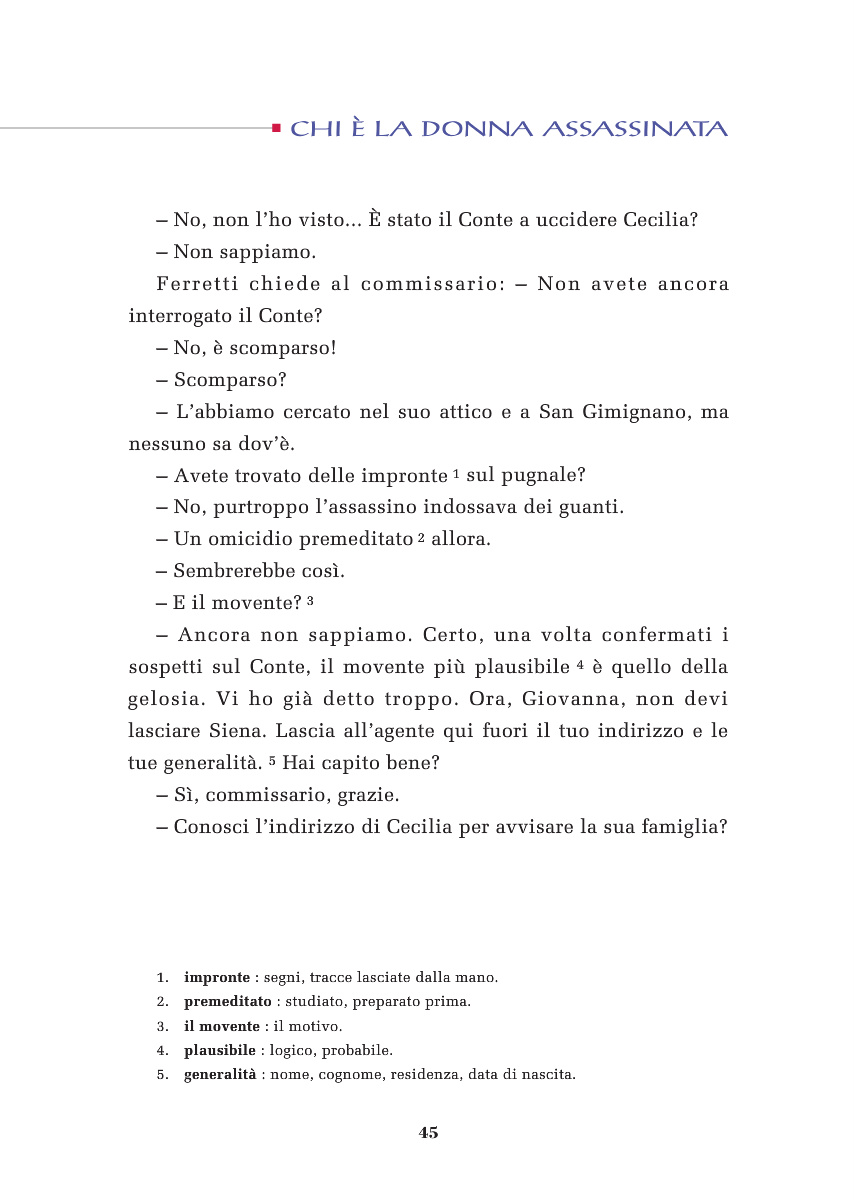 CHI È LA DONNA ASSASSINATA
– No, non l’ho visto... È stato il Conte a uccidere Cecilia?
– Non sappiamo.
Ferretti chiede al commissario: – Non avete ancora
interrogato il Conte?
– No, è scomparso!
– Scomparso?
– L’abbiamo cercato nel suo attico e a San Gimignano, ma
nessuno sa dov’è.
– Avete trovato delle impronte 1 sul pugnale?
– No, purtroppo l’assassino indossava dei guanti.
– Un omicidio premeditato 2 allora.
– Sembrerebbe così.
– E il movente? 3
– Ancora non sappiamo. Certo, una volta confermati i
sospetti sul Conte, il movente più plausibile 4 è quello della
gelosia. Vi ho già detto troppo. Ora, Giovanna, non devi
lasciare Siena. Lascia all’agente qui fuori il tuo indirizzo e le
tue generalità. 5 Hai capito bene?
– Sì, commissario, grazie.
– Conosci l’indirizzo di Cecilia per avvisare la sua famiglia?
1. impronte : segni, tracce lasciate dalla mano.
2. premeditato : studiato, preparato prima.
3. il movente : il motivo.
4. plausibile : logico, probabile.
5. generalità : nome, cognome, residenza, data di nascita.
45